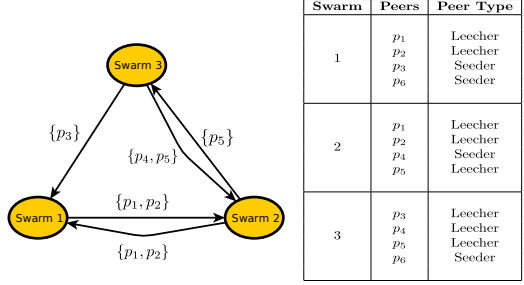 Swarm 3
{p3}
{p5}
{p4, p5}
{p1, p2}
Swarm 1
Swarm 2
{p1, p2}
Swarm Peers Peer Type
1
p1 Leecher
p2 Leecher
p3 Seeder
p6 Seeder
2
p1 Leecher
p2 Leecher
p4 Seeder
p5 Leecher
3
p3 Leecher
p4 Leecher
p5 Leecher
p6 Seeder